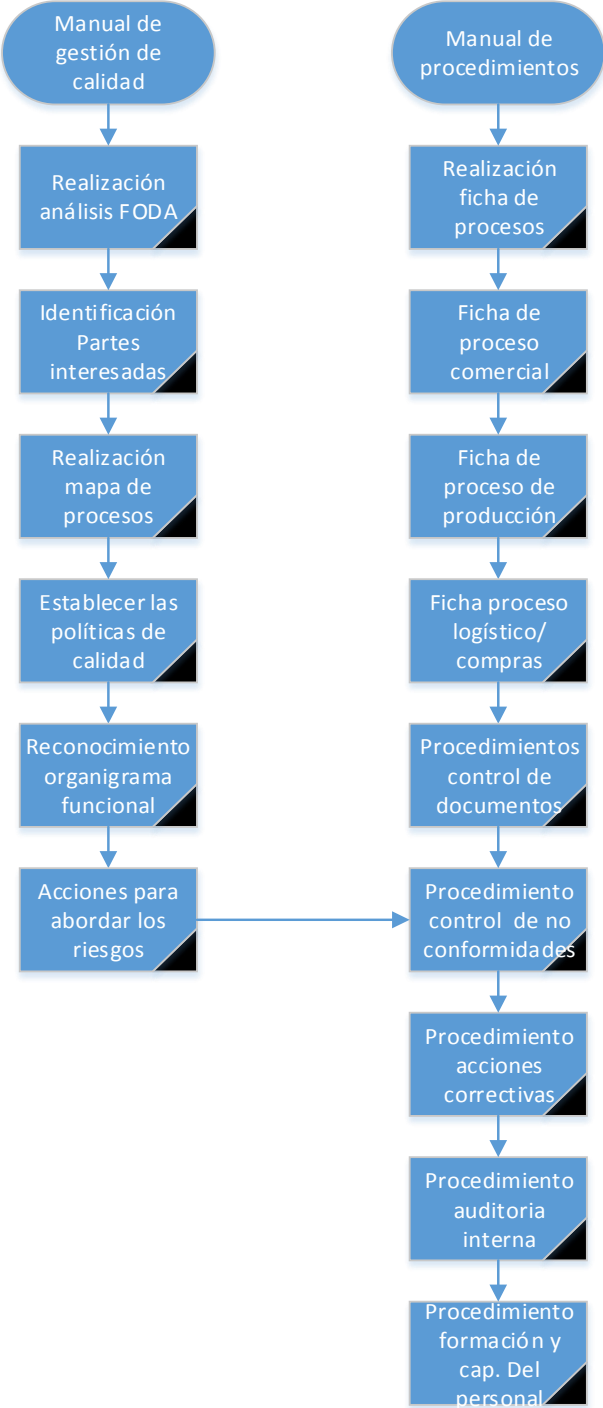 Manual de
gestión de
calidad
Realización
análisis FODA
Identificación
Partes
interesadas
Realización
mapa de
procesos
Establecer las
políticas de
calidad
Reconocimiento
organigrama
funcional
Acciones para
abordar los
riesgos
Manual de
procedimientos
Realización
ficha de
procesos
Ficha de
proceso
comercial
Ficha de
proceso de
producción
Ficha proceso
logístico/
compras
Procedimientos
control de
documentos
Procedimiento
control de no
conformidades
Procedimiento
acciones
correctivas
Procedimiento
auditoria
interna
Procedimiento
formación y
cap. Del
personal